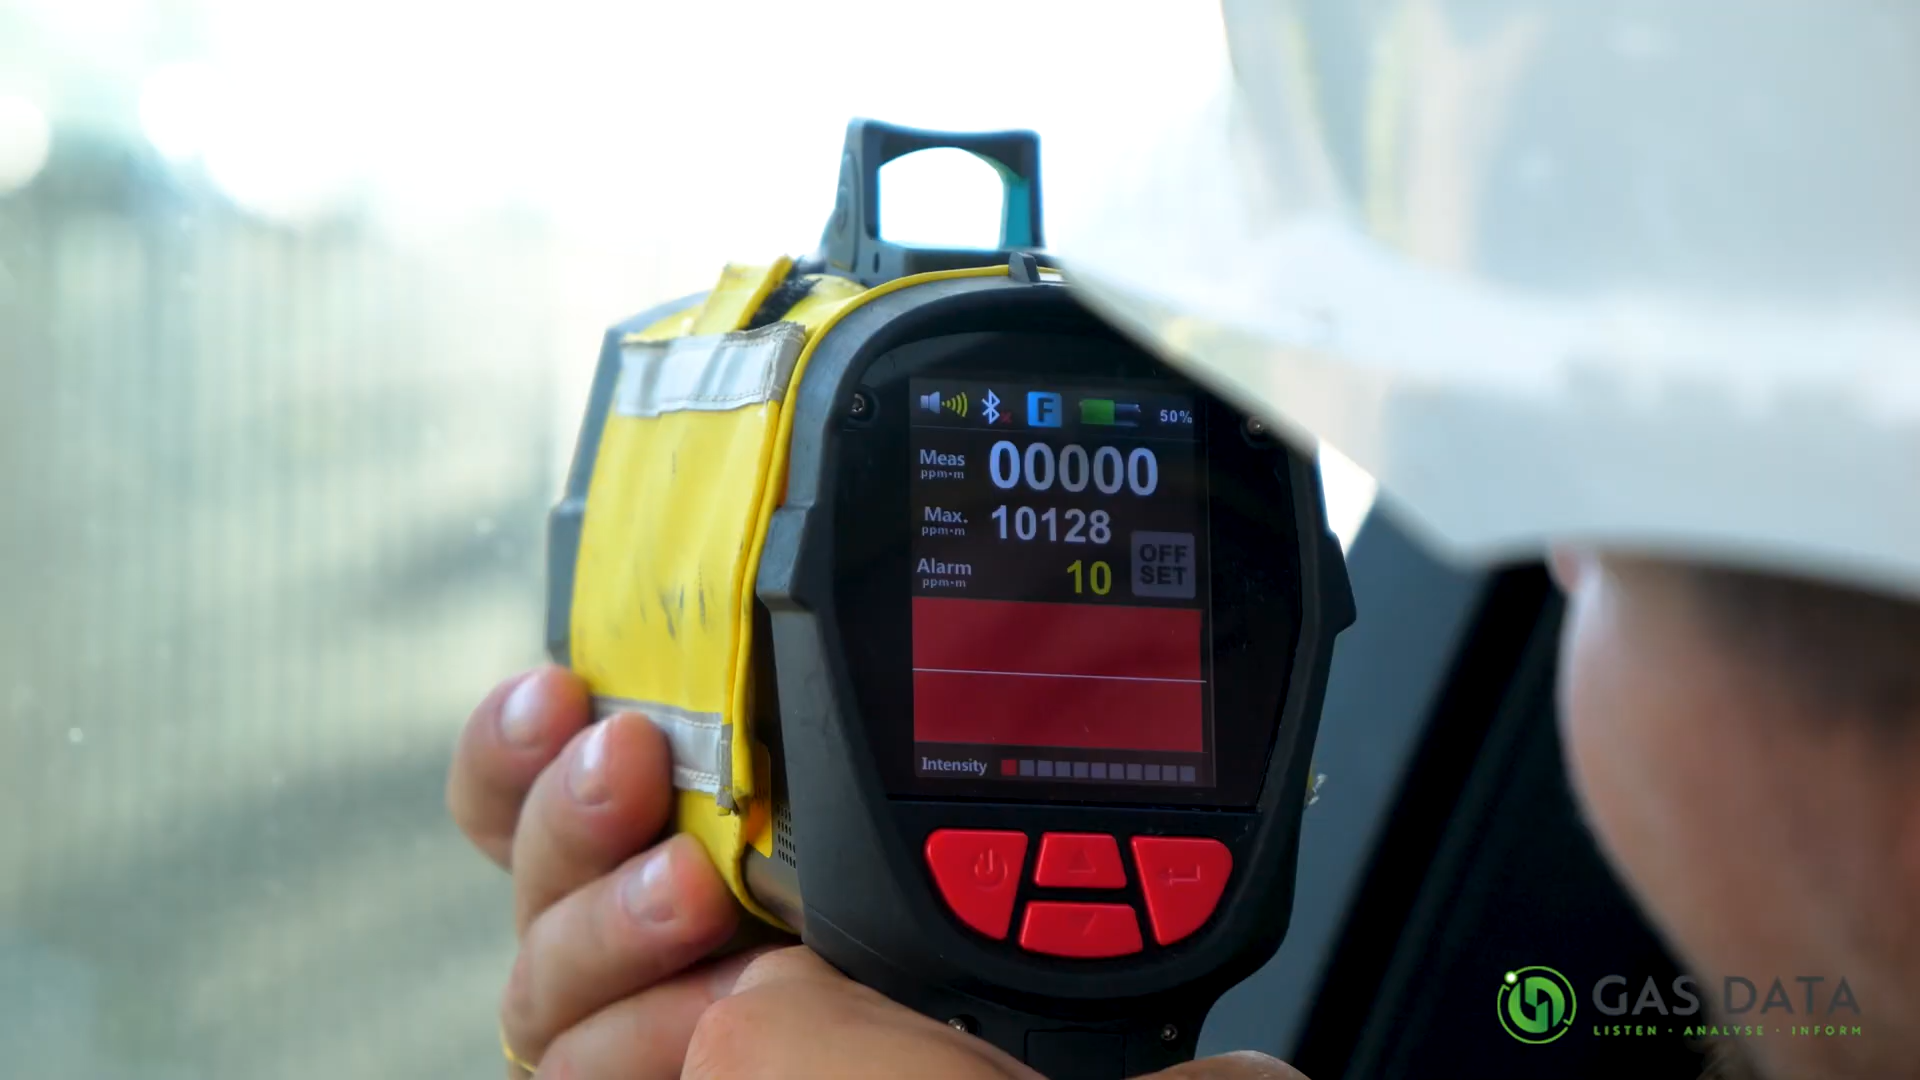 F 50%
Meas 00000
ppm·m
Max. 10128
ppm·m
Alarm 10
ppm·m
OFF
SET
Intensity
GAS DATA
LISTEN · ANALYSE · INFORM